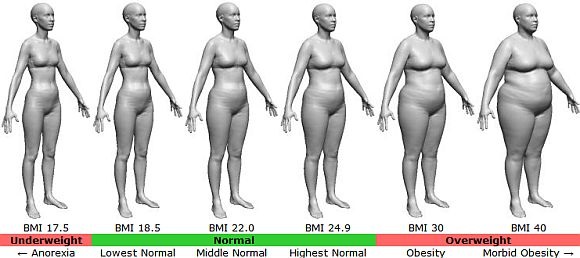 BMI 17.5 BMI 18.5 BMI 22.0 BMI 24.9 BMI 30 BMI 40
Underweight Normal Overweight
← Anorexia Lowest Normal Middle Normal Highest Normal Obesity Morbid Obesity →